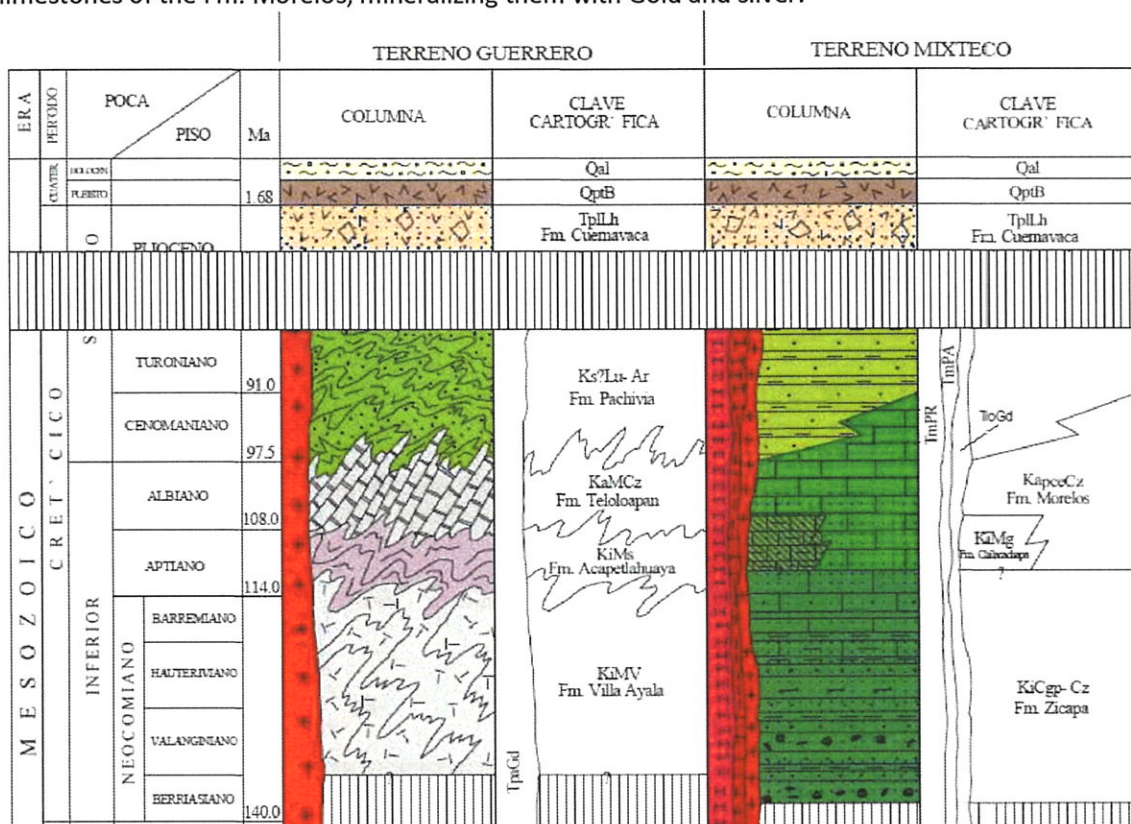 limestones of the Fm. Morelos, mineralizing them with Gold and silver.
TERRENO GUERRERO
TERRENO MIXTECO
ERA
PERIODO
POCA
PISO
Ma
COLUMNA
CLAVE
CARTOGR` FICA
COLUMNA
CLAVE
CARTOGR` FICA
CUATER.
HOLOCEN
Qal
Qal
PLEISTO
1.68
QptB
QptB
O
PLIOCENO
TplLh
Fm. Cuernavaca
TplLh
Fm. Cuernavaca
MESOZOICO
CRET` CICO
S
INFERIOR
NEOCOMIANO
TURONIANO
91.0
CENOMANIANO
97.5
ALBIANO
108.0
APTIANO
114.0
BARREMIANO
HAUTERIVIANO
VALANGINIANO
BERRIASIANO
140.0
Ks?Lu- Ar
Fm. Pachivia
KaMCz
Fm. Teloloapan
KiMs
Fm. Acapetlahuaya
KiMV
Fm. Villa Ayala
?
TpaGd
TmPA
TmPR
TloGd
KapceCz
Fm. Morelos
KiMg
?
KiCgp- Cz
Fm. Zicapa